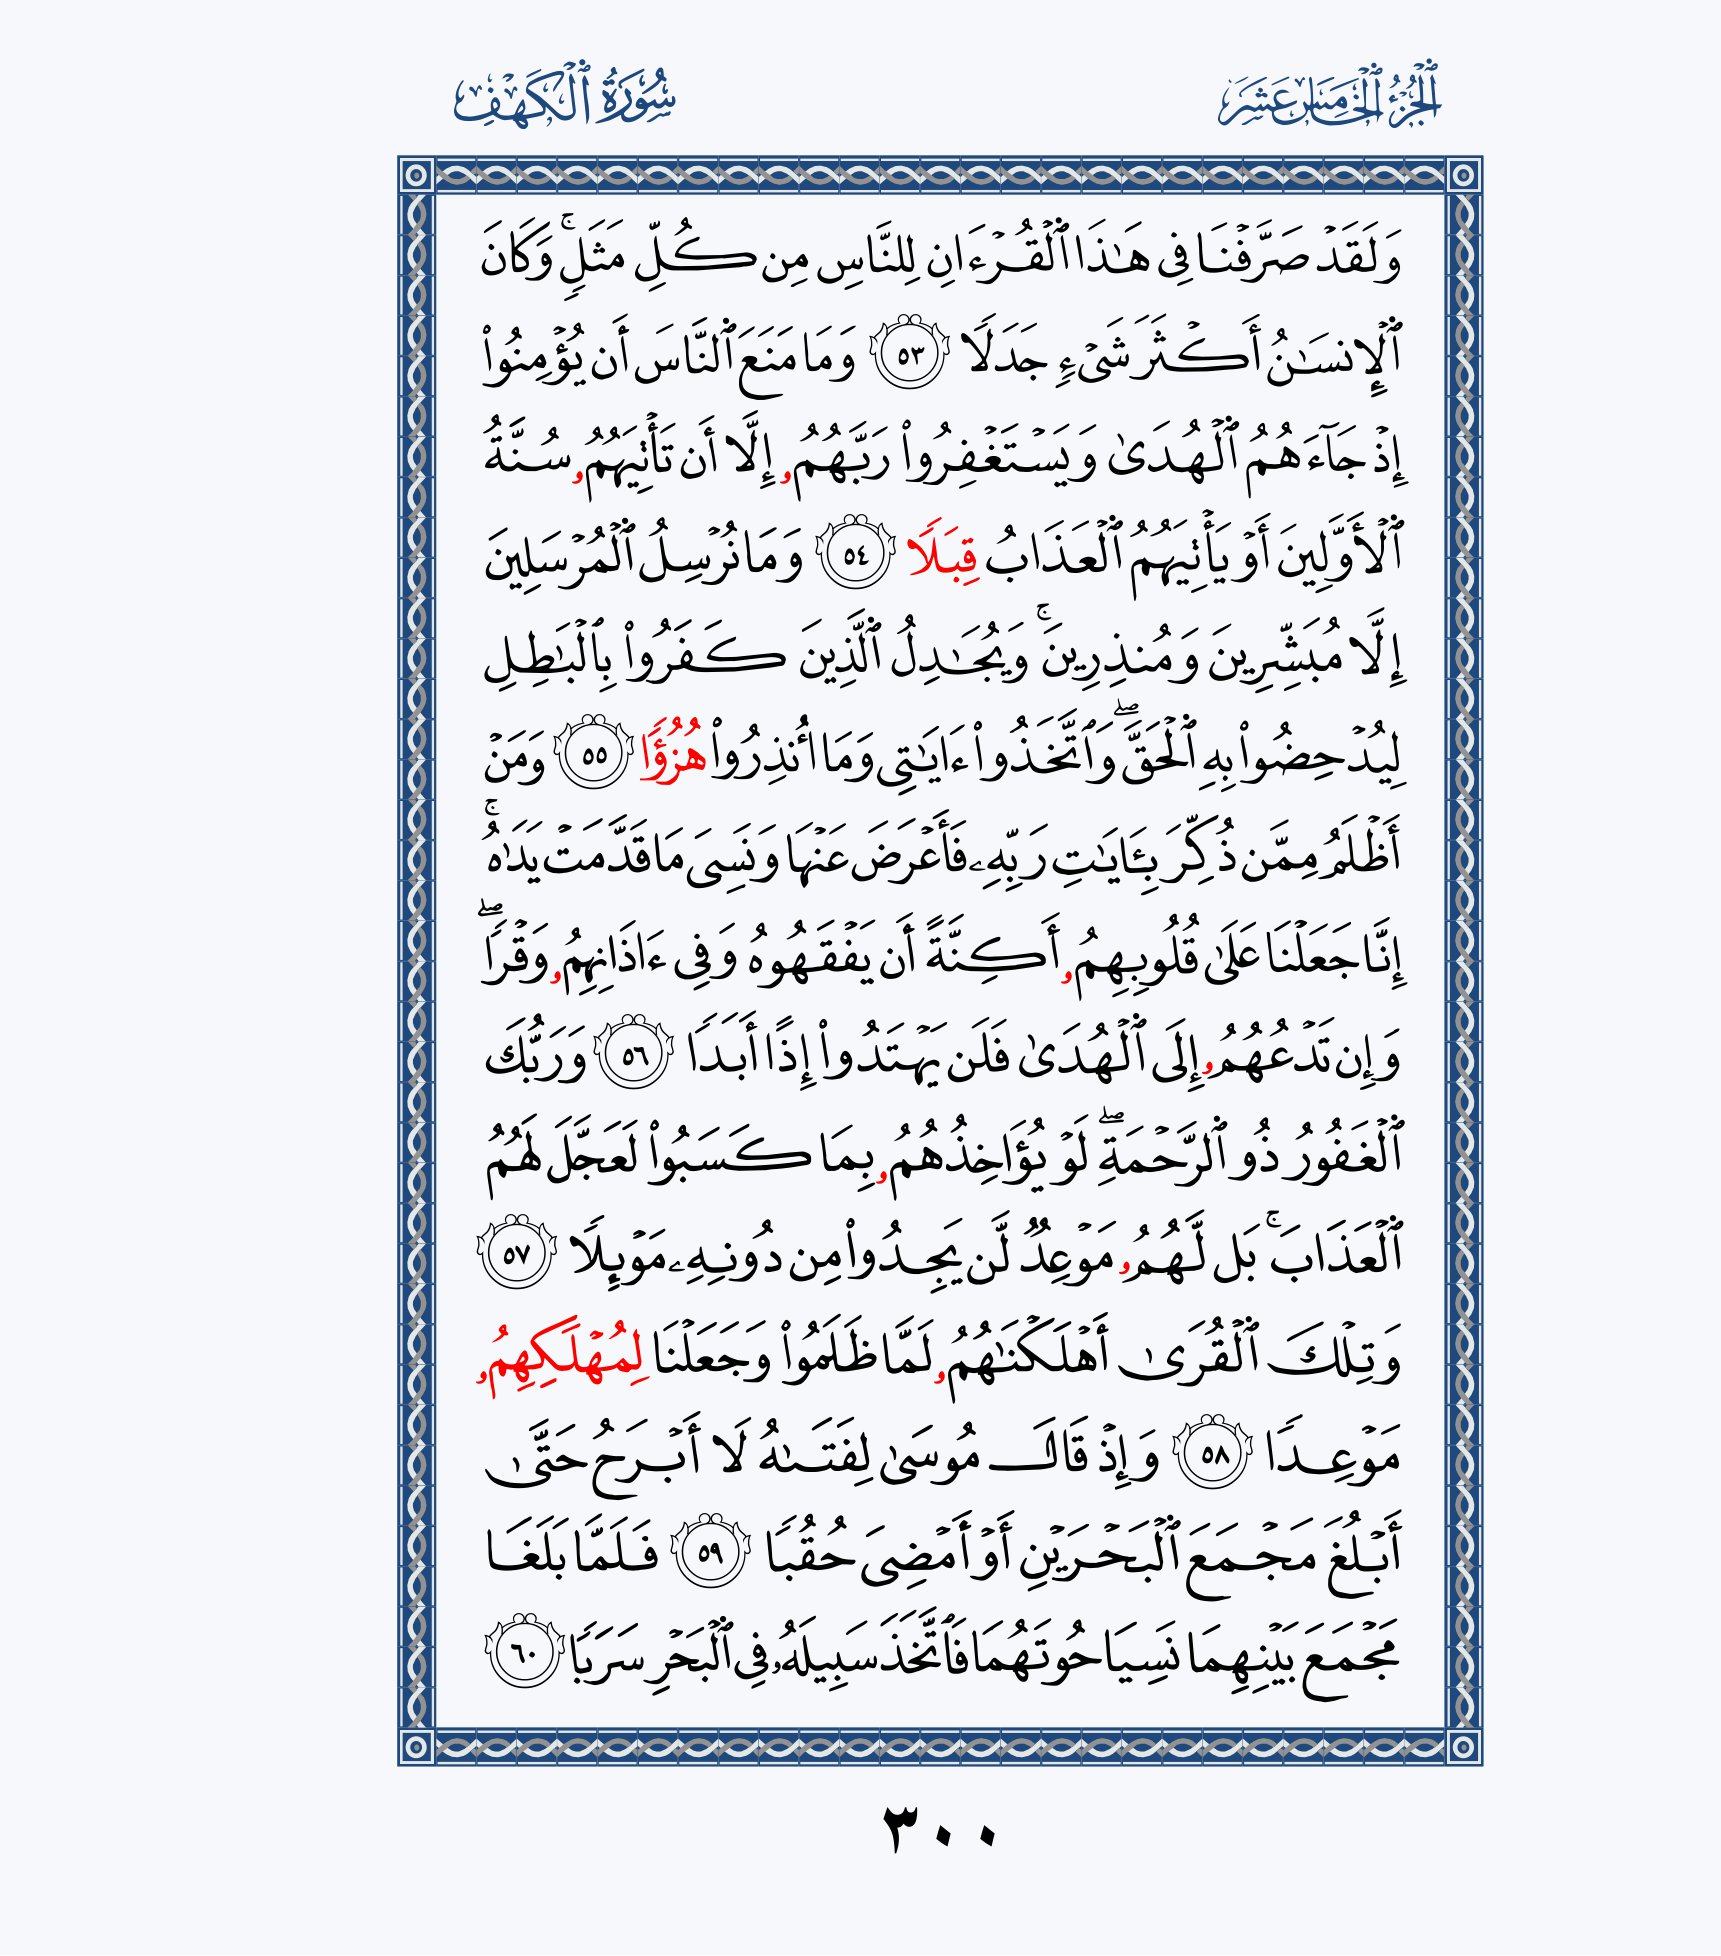 ٱلْجُزْءُ ٱلْخَامِسَ عَشَرَ
سُورَةُ ٱلْكَهْفِ
وَلَقَدْ صَرَّفْنَا فِى هَـٰذَا ٱلْقُرْءَانِ لِلنَّاسِ مِن كُلِّ مَثَلٍۚ وَكَانَ
ٱلْإِنسَـٰنُ أَكْثَرَ شَىْءٍ جَدَلًا ٥٣ وَمَا مَنَعَ ٱلنَّاسَ أَن يُؤْمِنُوا۟
إِذْ جَآءَهُمُ ٱلْهُدَىٰ وَيَسْتَغْفِرُوا۟ رَبَّهُمُۥ إِلَّا أَن تَأْتِيَهُمُۥ سُنَّةُ
ٱلْأَوَّلِينَ أَوْ يَأْتِيَهُمُ ٱلْعَذَابُ قِبَلًا ٥٤ وَمَا نُرْسِلُ ٱلْمُرْسَلِينَ
إِلَّا مُبَشِّرِينَ وَمُنذِرِينَۚ وَيُجَـٰدِلُ ٱلَّذِينَ كَفَرُوا۟ بِٱلْبَـٰطِلِ
لِيُدْحِضُوا۟ بِهِ ٱلْحَقَّۖ وَٱتَّخَذُوا۟ ءَايَـٰتِى وَمَا أُنذِرُوا۟ هُزُؤًا ٥٥ وَمَنْ
أَظْلَمُ مِمَّن ذُكِّرَ بِـَٔايَـٰتِ رَبِّهِۦ فَأَعْرَضَ عَنْهَا وَنَسِىَ مَا قَدَّمَتْ يَدَاهُۚ
إِنَّا جَعَلْنَا عَلَىٰ قُلُوبِهِمُۥ أَكِنَّةً أَن يَفْقَهُوهُ وَفِى ءَاذَانِهِمُۥ وَقْرًاۖ
وَإِن تَدْعُهُمُۥ إِلَى ٱلْهُدَىٰ فَلَن يَهْتَدُوا۟ إِذًا أَبَدًا ٥٦ وَرَبُّكَ
ٱلْغَفُورُ ذُو ٱلرَّحْمَةِۖ لَوْ يُؤَاخِذُهُمُۥ بِمَا كَسَبُوا۟ لَعَجَّلَ لَهُمُ
ٱلْعَذَابَۚ بَل لَّهُمُۥ مَوْعِدٌ لَّن يَجِدُوا۟ مِن دُونِهِۦ مَوْئِلًا ٥٧
وَتِلْكَ ٱلْقُرَىٰ أَهْلَكْنَـٰهُمُۥ لَمَّا ظَلَمُوا۟ وَجَعَلْنَا لِمُهْلَكِهِمُۥ
مَوْعِدًا ٥٨ وَإِذْ قَالَ مُوسَىٰ لِفَتَىٰهُ لَا أَبْرَحُ حَتَّىٰ
أَبْلُغَ مَجْمَعَ ٱلْبَحْرَيْنِ أَوْ أَمْضِىَ حُقُبًا ٥٩ فَلَمَّا بَلَغَا
مَجْمَعَ بَيْنِهِمَا نَسِيَا حُوتَهُمَا فَٱتَّخَذَ سَبِيلَهُۥ فِى ٱلْبَحْرِ سَرَبًا ٦٠
٣٠٠